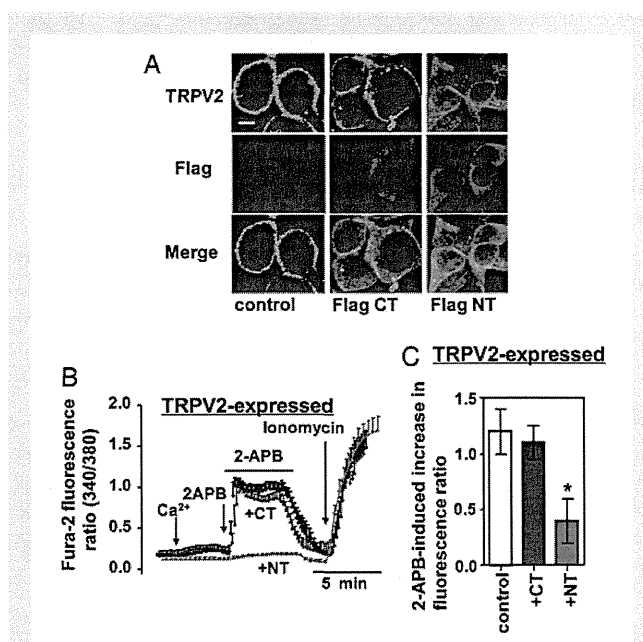 A
TRPV2
Flag
Merge
control Flag CT Flag NT
B
TRPV2-expressed
Fura-2 fluorescence
ratio (340/380)
2.0
1.5
1.0
0.5
0.0
Ca2+
2APB
2-APB
Ionomycin
+CT
+NT
5 min
C
TRPV2-expressed
2-APB-induced increase in
fluorescence ratio
1.5
1.0
0.5
0.0
*
control
+CT
+NT